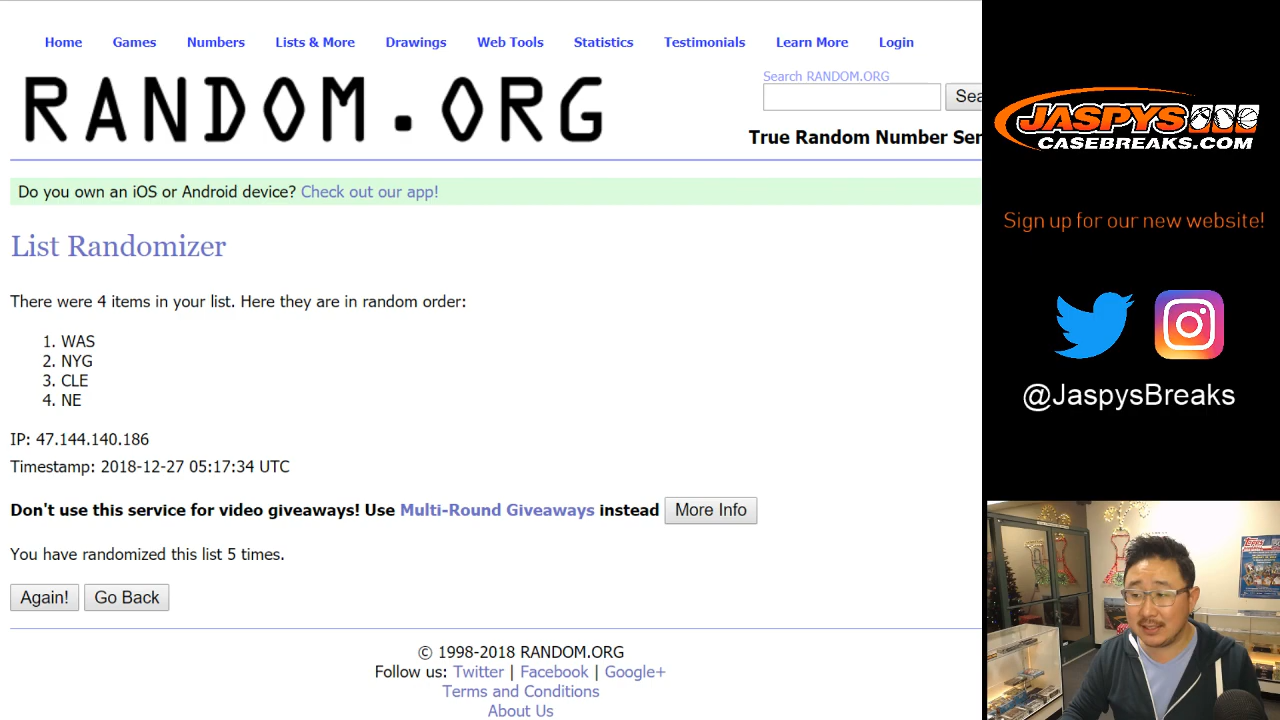 Home Games Numbers Lists & More Drawings Web Tools Statistics Testimonials Learn More Login
RANDOM.ORG
Search RANDOM.ORG
Sea
True Random Number Ser
Do you own an iOS or Android device? Check out our app!
List Randomizer
There were 4 items in your list. Here they are in random order:
1. WAS
2. NYG
3. CLE
4. NE
IP: 47.144.140.186
Timestamp: 2018-12-27 05:17:34 UTC
Don't use this service for video giveaways! Use Multi-Round Giveaways instead More Info
You have randomized this list 5 times.
Again! Go Back
© 1998-2018 RANDOM.ORG
Follow us: Twitter | Facebook | Google+
Terms and Conditions
About Us
JASPYS
CASEBREAKS.COM
Sign up for our new website!
@JaspysBreaks
Topps